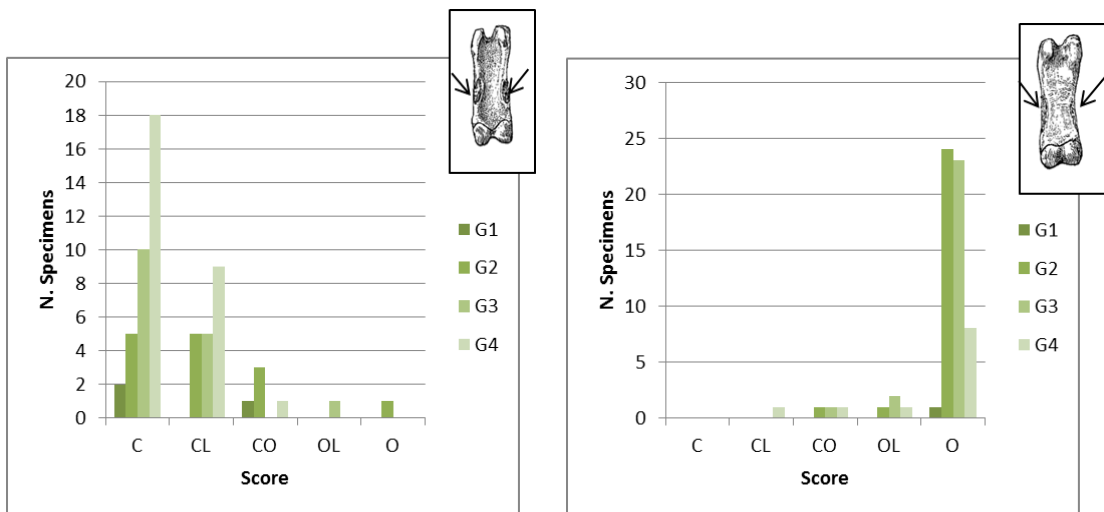 20
18
16
14
12
10
8
6
4
2
0
N. Specimens
C CL CO OL O
Score
G1
G2
G3
G4
30
25
20
15
10
5
0
N. Specimens
C CL CO OL O
Score
G1
G2
G3
G4